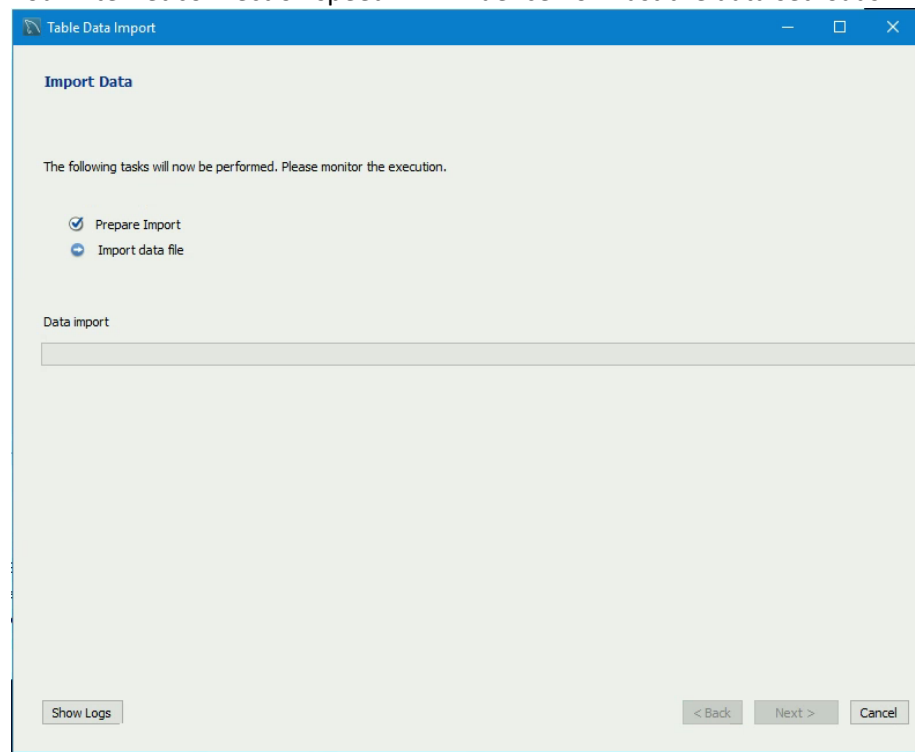 Table Data Import
Import Data
The following tasks will now be performed. Please monitor the execution.
Prepare Import
Import data file
Data import
Show Logs
< Back Next > Cancel